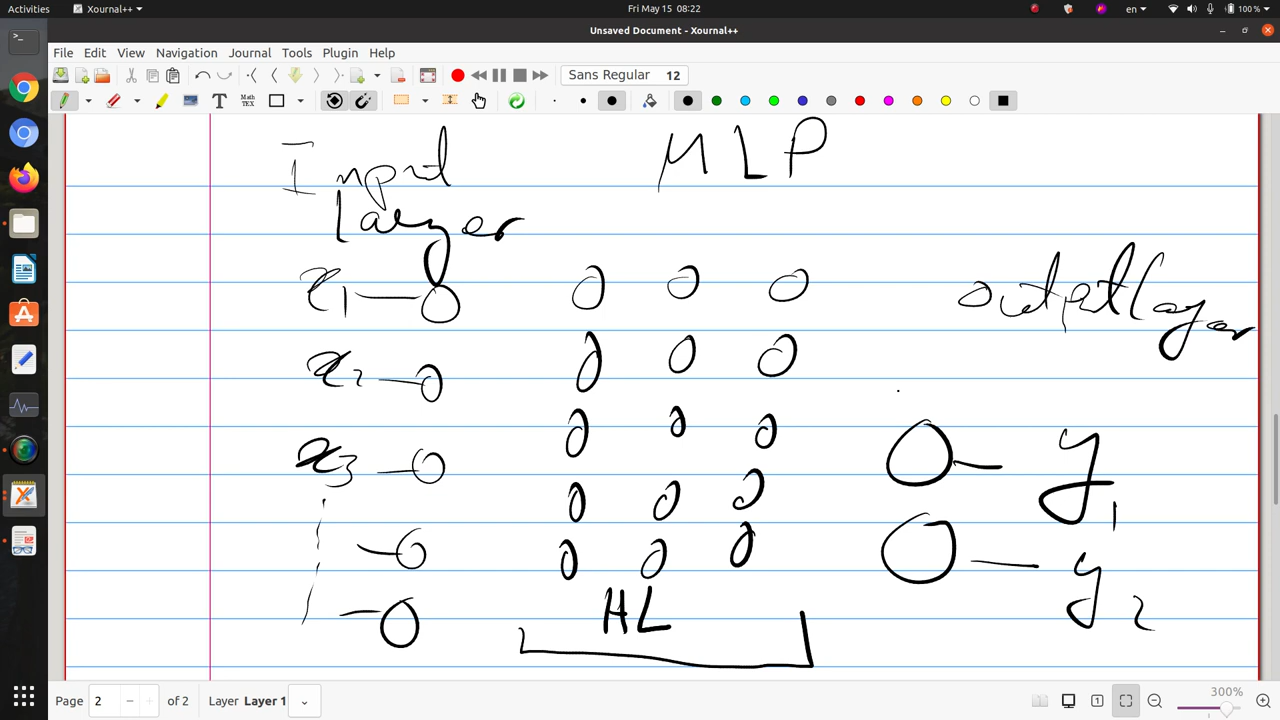 Activities
Xournal++
Fri May 15 08:22
en
100 %
Unsaved Document - Xournal++
File Edit View Navigation Journal Tools Plugin Help
Sans Regular 12
Input
Layer
MLP
x1
x2
x3
output layer
y1
y2
HL
Page 2 of 2 Layer Layer 1
300%